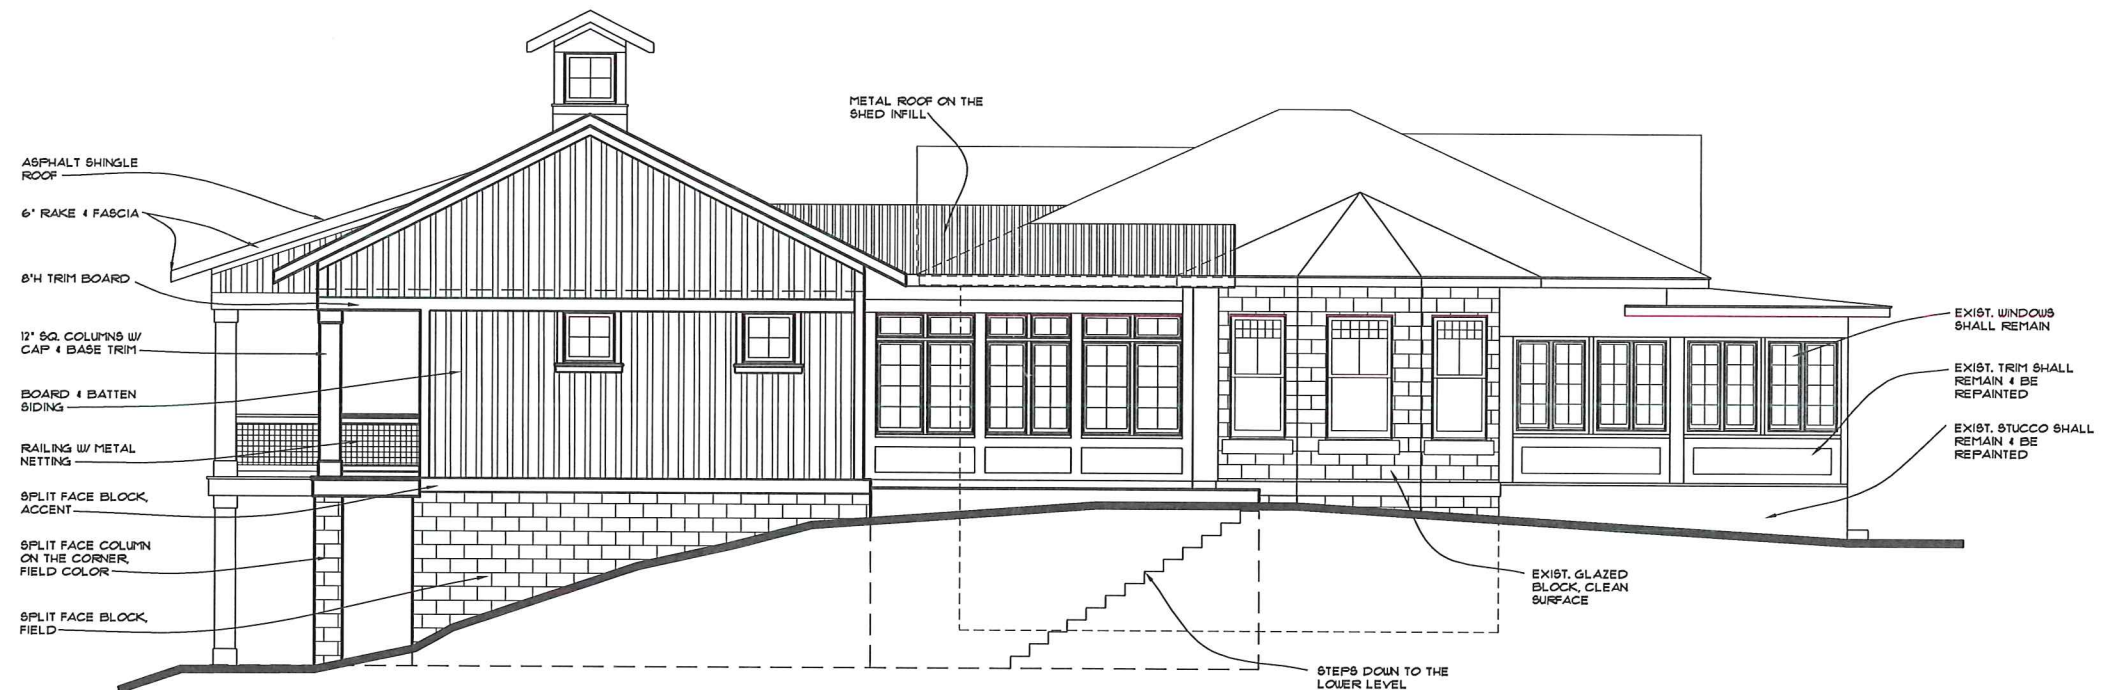 METAL ROOF ON THE
SHED INFILL
ASPHALT SHINGLE
ROOF
6" RAKE & FASCIA
8"H TRIM BOARD
12" SQ. COLUMNS W/
CAP & BASE TRIM
BOARD & BATTEN
SIDING
RAILING W/ METAL
NETTING
SPLIT FACE BLOCK,
ACCENT
SPLIT FACE COLUMN
ON THE CORNER,
FIELD COLOR
SPLIT FACE BLOCK,
FIELD
EXIST. WINDOWS
SHALL REMAIN
EXIST. TRIM SHALL
REMAIN & BE
REPAINTED
EXIST. STUCCO SHALL
REMAIN & BE
REPAINTED
EXIST. GLAZED
BLOCK, CLEAN
SURFACE
STEPS DOWN TO THE
LOWER LEVEL